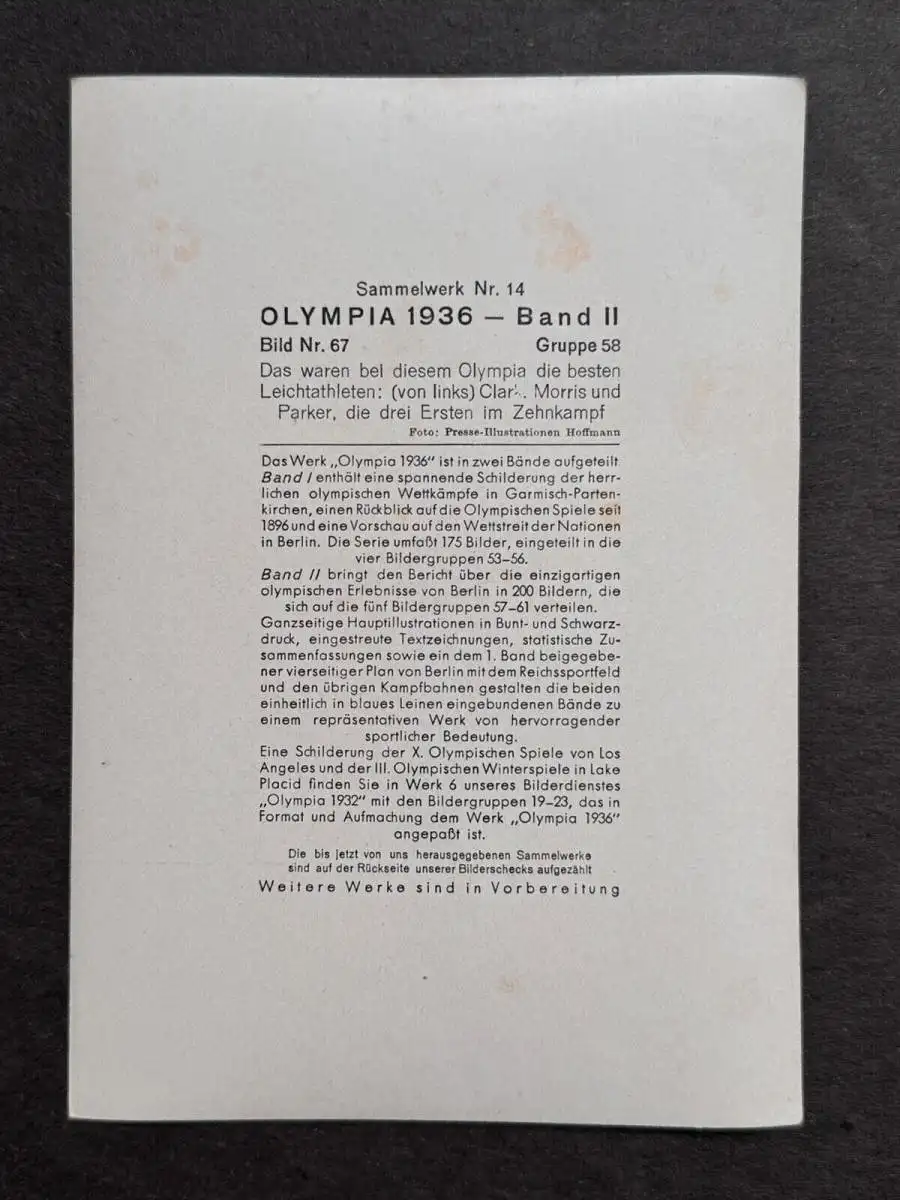 Sammelwerk Nr. 14
OLYMPIA 1936 — Band II
Bild Nr. 67 Gruppe 58
Das waren bei diesem Olympia die besten
Leichtathleten: (von links) Morris und
Parker, die drei Ersten im Zehnkampf
Foto: Presse-Illustrationen Hoffmann
Das Werk „Olympia 1936“ ist in zwei Bände aufgeteilt
Band I enthält eine spannende Schilderung der herr-
lichen olympischen Wettkämpfe in Garmisch-Parten-
kirchen, einen Rückblick auf die Olympischen Spiele seit
1896 und eine Vorschau auf den Wettstreit der Nationen
in Berlin. Die Serie umfaßt 175 Bilder, eingeteilt in die
vier Bildergruppen 53–56.
Band II bringt den Bericht über die einzigartigen
olympischen Erlebnisse von Berlin in 200 Bildern, die
sich auf die fünf Bildergruppen 57–61 verteilen.
Ganzseitige Hauptillustrationen in Bunt- und Schwarz-
druck, eingestreute Textzeichnungen, statistische Zu-
sammenfassungen sowie ein dem 1. Band beigegebe-
ner vierseitiger Plan von Berlin mit dem Reichssportfeld
und den übrigen Kampfbahnen gestalten die beiden
einheitlich in blaues Leinen eingebundenen Bände zu
einem repräsentativen Werk von hervorragender
sportlicher Bedeutung.
Eine Schilderung der X. Olympischen Spiele von Los
Angeles und der III. Olympischen Winterspiele in Lake
Placid finden Sie in Werk 6 unseres Bilderdienstes
„Olympia 1932“ mit den Bildergruppen 19–23, das in
Format und Aufmachung dem Werk „Olympia 1936“
angepaßt ist.
Die bis jetzt von uns herausgegebenen Sammelwerke
sind auf der Rückseite unserer Bilderschecks aufgezählt
Weitere Werke sind in Vorbereitung